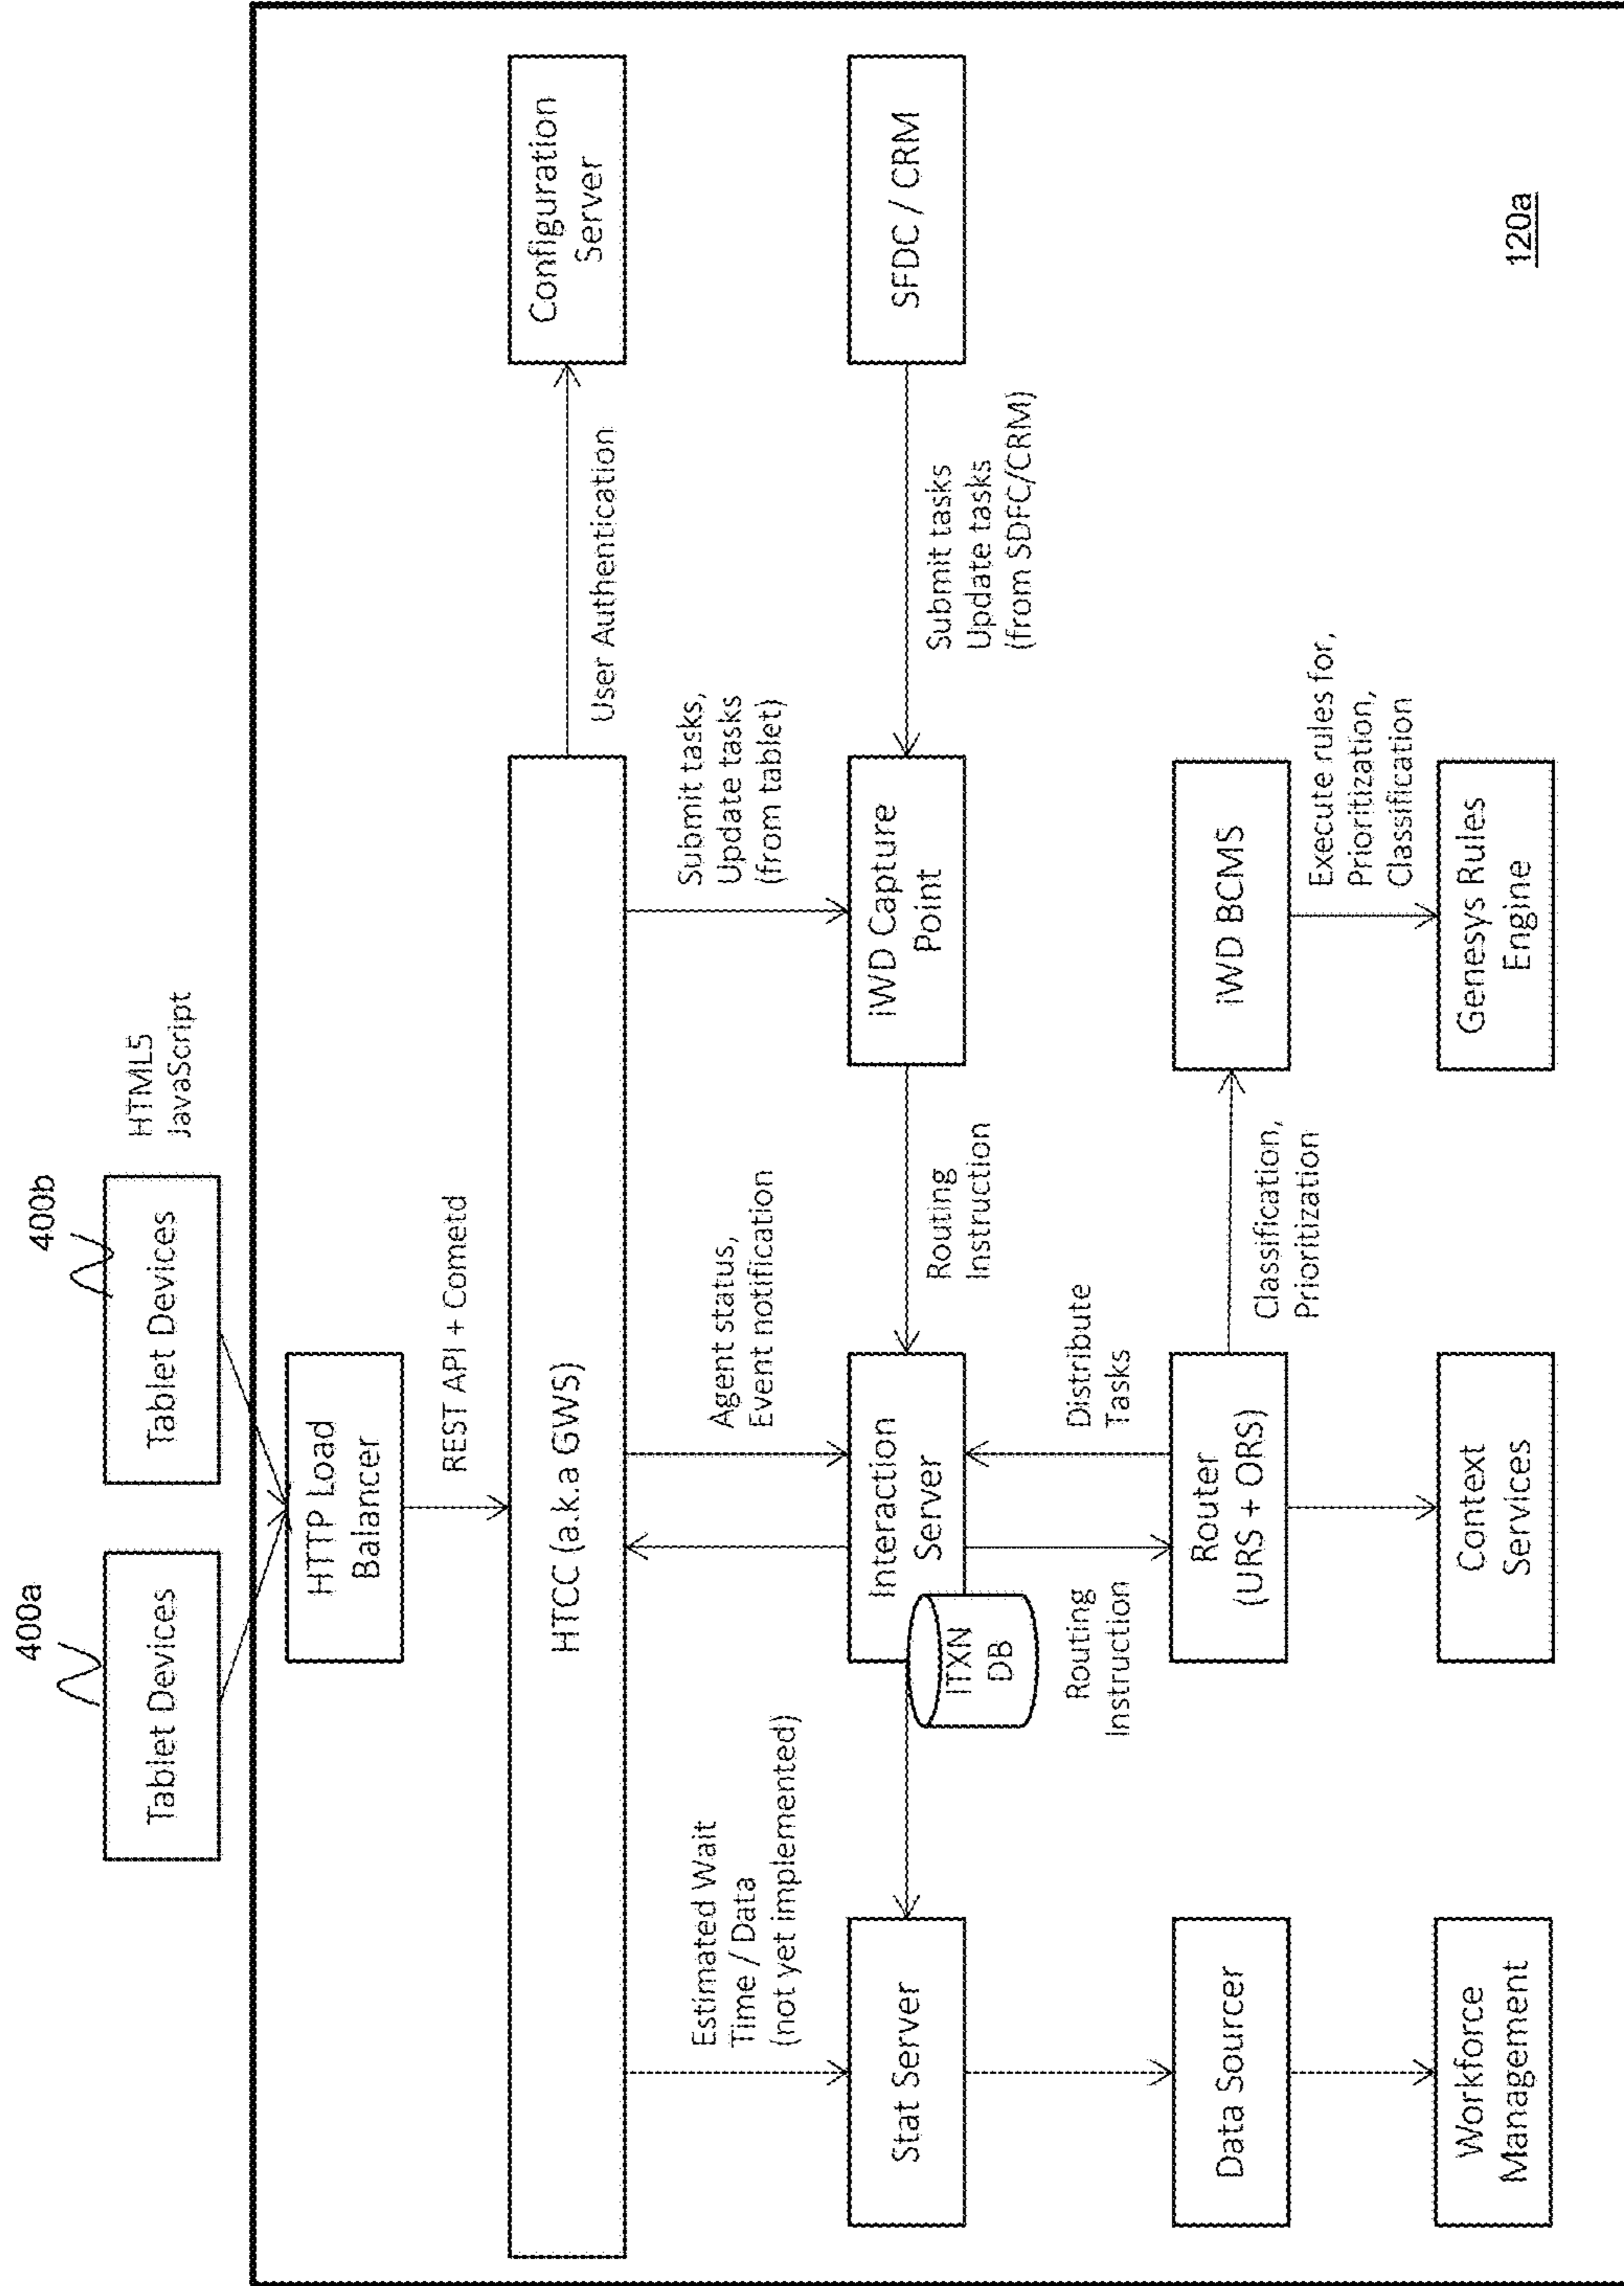 400a
400b
Tablet Devices
Tablet Devices
HTML5
JavaScript
HTTP Load
Balancer
REST API + Cometd
HTCC (a.k.a GWS)
User Authentication
Configuration
Server
Estimated Wait
Time / Data
(not yet implemented)
Agent status,
Event notification
Submit tasks,
Update tasks
(from tablet)
Stat Server
ITXN
DB
Interaction
Server
Routing
Instruction
iWD Capture
Point
Submit tasks
Update tasks
(from SDFC/CRM)
SFDC / CRM
Routing
Instruction
Distribute
Tasks
Data Sourcer
Router
(URS + ORS)
Classification,
Prioritization
iWD BCMS
Execute rules for,
Prioritization,
Classification
Workforce
Management
Context
Services
Genesys Rules
Engine
120a